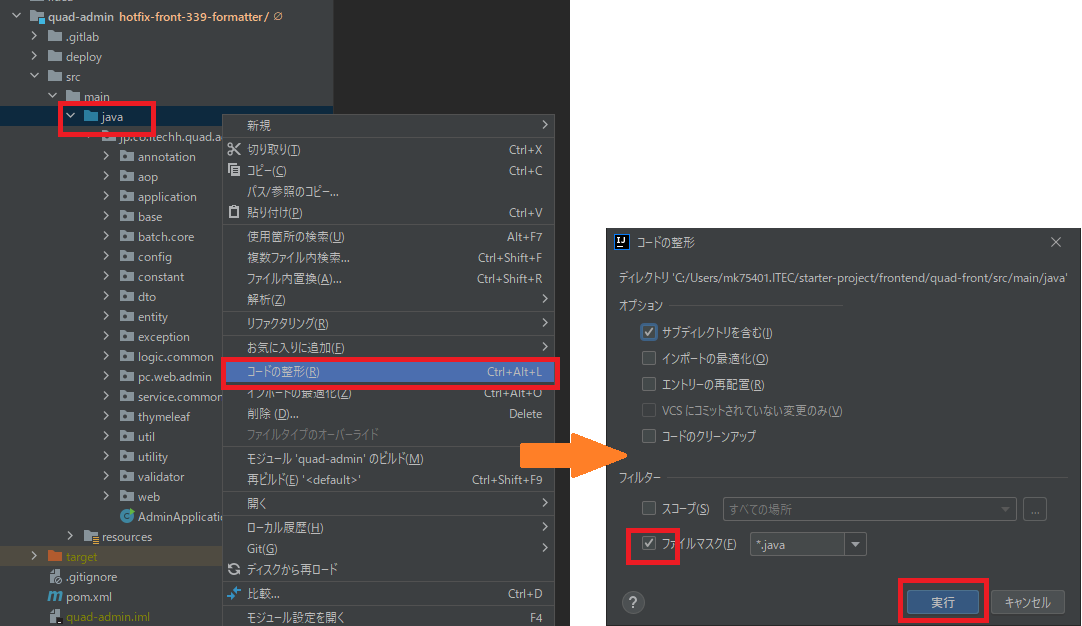 quad-admin hotfix-front-339-formatter / ∅
.gitlab
deploy
src
main
java
jp.co.itechh.quad.a
annotation
aop
application
base
batch.core
config
constant
dto
entity
exception
logic.common
pc.web.admin
service.common
thymeleaf
util
utility
validator
web
AdminApplicati
resources
target
.gitignore
pom.xml
quad-admin.iml
新規
切り取り(T) Ctrl+X
コピー(C) Ctrl+C
パス/参照のコピー...
貼り付け(P) Ctrl+V
使用箇所の検索(U) Alt+F7
複数ファイル内検索... Ctrl+Shift+F
ファイル内置換(A)... Ctrl+Shift+R
解析(Z)
リファクタリング(R)
お気に入りに追加(F)
コードの整形(R) Ctrl+Alt+L
インポートの最適化(Z) Ctrl+Alt+O
削除 (D)... Delete
ファイルタイプのオーバーライド
モジュール 'quad-admin' のビルド(M)
再ビルド(E) '<default>' Ctrl+Shift+F9
開く
ローカル履歴(H)
Git(G)
ディスクから再ロード
比較... Ctrl+D
モジュール設定を開く F4
コードの整形
ディレクトリ 'C:/Users/mk75401.ITEC/starter-project/frontend/quad-front/src/main/java'
オプション
サブディレクトリを含む(I)
インポートの最適化(O)
エントリーの再配置(R)
VCS にコミットされていない変更のみ(V)
コードのクリーンアップ
フィルター
スコープ(S) すべての場所 ...
ファイルマスク(F) *.java
? 実行 キャンセル